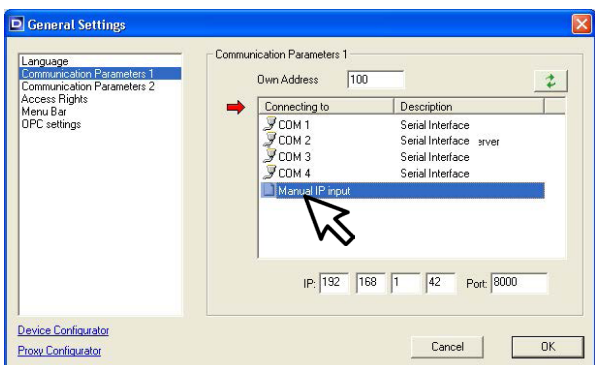 General Settings
Language
Communication Parameters 1
Communication Parameters 2
Access Rights
Menu Bar
OPC settings
Communication Parameters 1
Own Address 100
Connecting to Description
COM 1 Serial Interface
COM 2 Serial Interface erver
COM 3 Serial Interface
COM 4 Serial Interface
Manual IP input
IP: 192 168 1 42 Port: 8000
Device Configurator
Proxy Configurator
Cancel OK